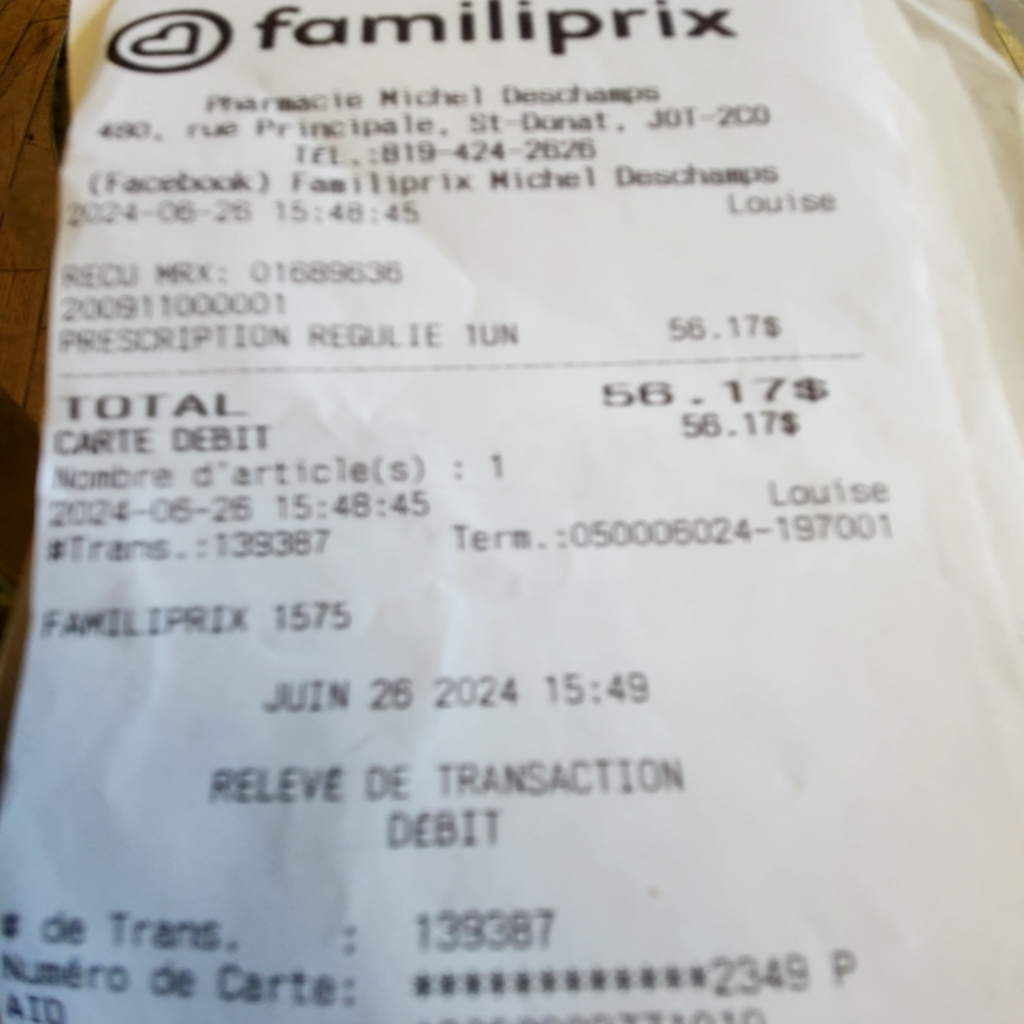 familiprix
Pharmacie Michel Deschamps
480, rue Principale, St-Donat, J0T-2C0
TEL.:819-424-2626
(Facebook) Familiprix Michel Deschamps
2024-06-26 15:48:45 Louise
RECU MRX: 01689636
200911000001
PRESCRIPTION REGULIE 1UN 56.17$
TOTAL 56.17$
CARTE DEBIT 56.17$
Nombre d'article(s) : 1
2024-06-26 15:48:45 Louise
#Trans.:139387 Term.:050006024-197001
FAMILIPRIX 1575
JUIN 26 2024 15:49
RELEVÉ DE TRANSACTION
DÉBIT
# de Trans. : 139387
Numéro de Carte: ************2349 P
AID